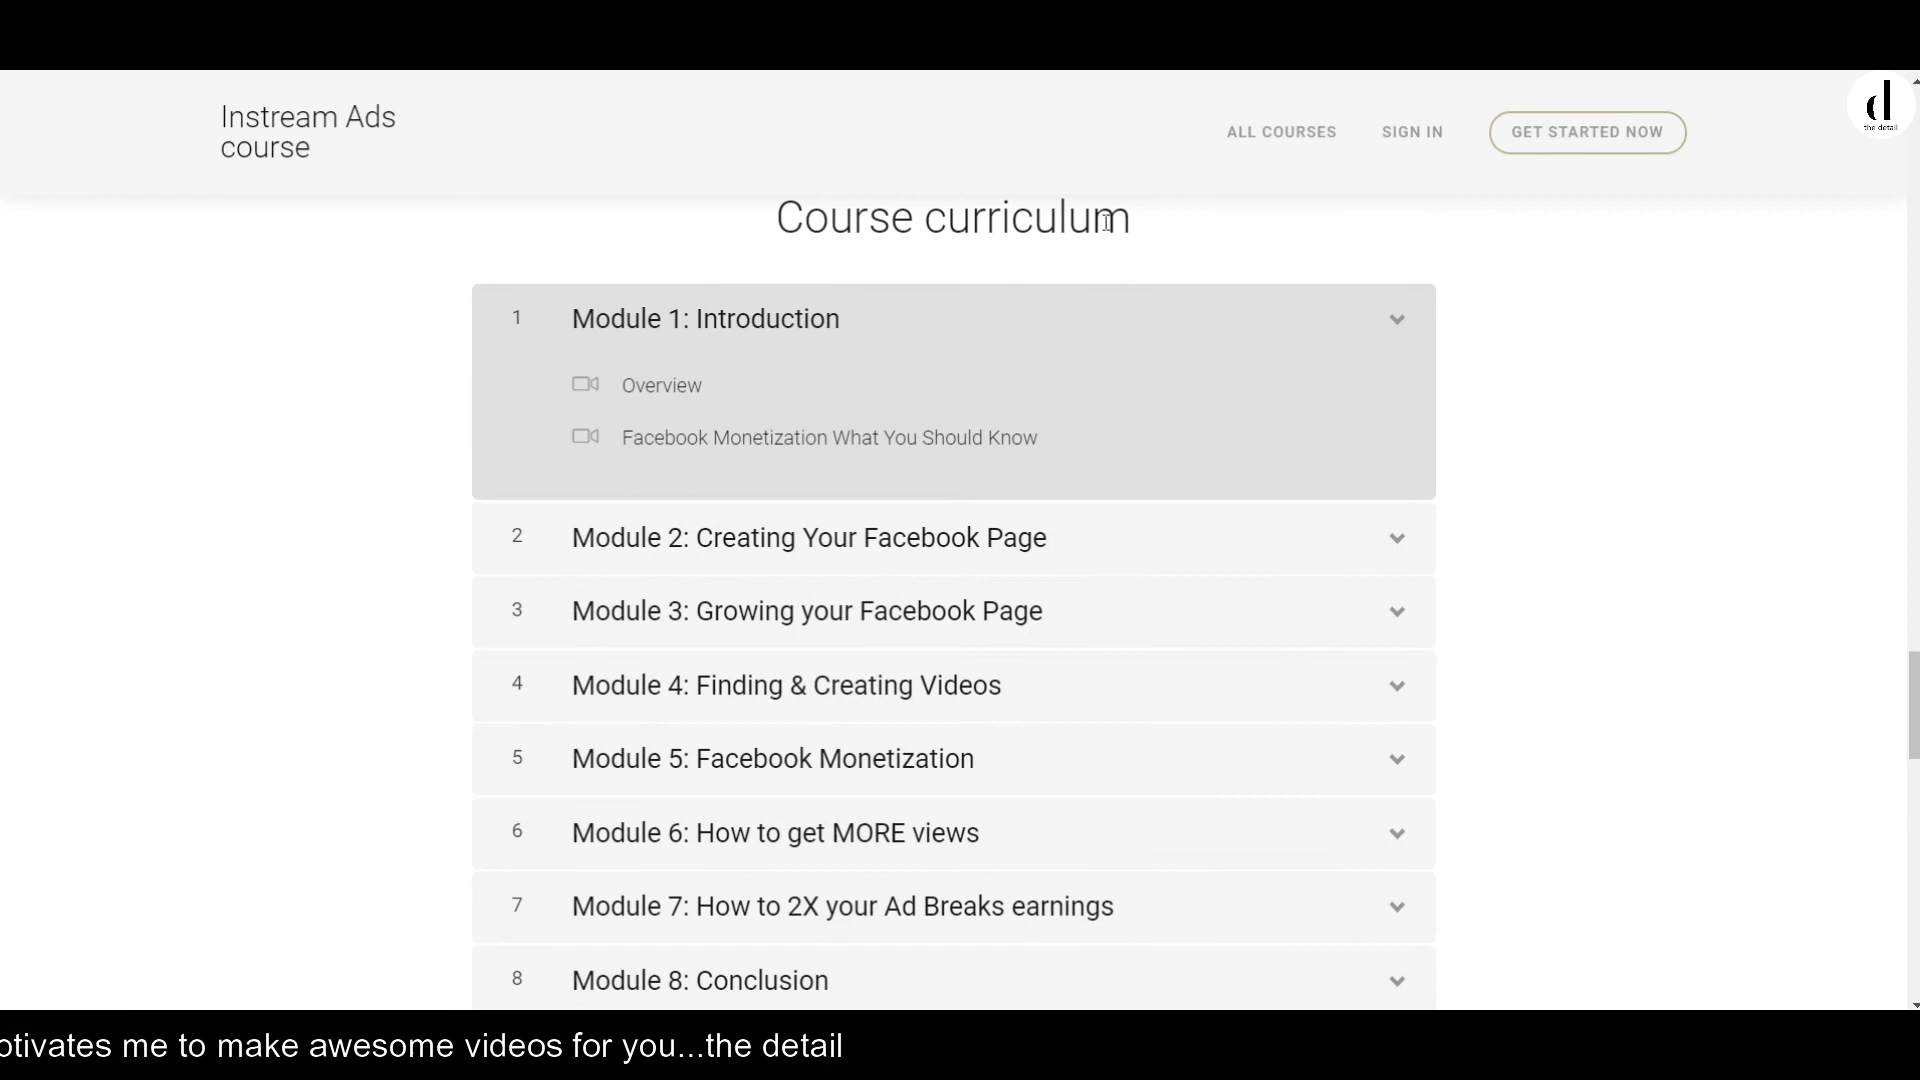 Instream Ads
course
ALL COURSES
SIGN IN
GET STARTED NOW
d
the detail
Course curriculum
1 Module 1: Introduction
Overview
Facebook Monetization What You Should Know
2 Module 2: Creating Your Facebook Page
3 Module 3: Growing your Facebook Page
4 Module 4: Finding & Creating Videos
5 Module 5: Facebook Monetization
6 Module 6: How to get MORE views
7 Module 7: How to 2X your Ad Breaks earnings
8 Module 8: Conclusion
otivates me to make awesome videos for you...the detail